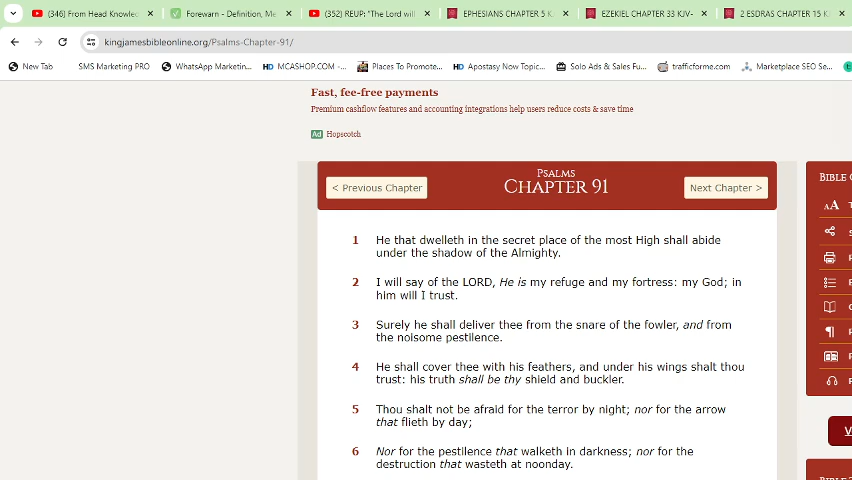 (346) From Head Knowlec
Forewarn - Definition, Me
(352) REUP: "The Lord will
EPHESIANS CHAPTER 5 K
EZEKIEL CHAPTER 33 KJV-
2 ESDRAS CHAPTER 15 K
kingjamesbibleonline.org/Psalms-Chapter-91/
New Tab SMS Marketing PRO WhatsApp Marketin... HD MCASHOP.COM -... Places To Promote... HD Apostasy Now Topic... Solo Ads & Sales Fu... trafficforme.com Marketplace SEO Se...
Fast, fee-free payments
Premium cashflow features and accounting integrations help users reduce costs & save time
Ad Hopscotch
PSALMS
< Previous Chapter CHAPTER 91 Next Chapter >
BIBLE
1 He that dwelleth in the secret place of the most High shall abide
under the shadow of the Almighty.
2 I will say of the LORD, He is my refuge and my fortress: my God; in
him will I trust.
3 Surely he shall deliver thee from the snare of the fowler, and from
the noisome pestilence.
4 He shall cover thee with his feathers, and under his wings shalt thou
trust: his truth shall be thy shield and buckler.
5 Thou shalt not be afraid for the terror by night; nor for the arrow
that flieth by day;
6 Nor for the pestilence that walketh in darkness; nor for the
destruction that wasteth at noonday.